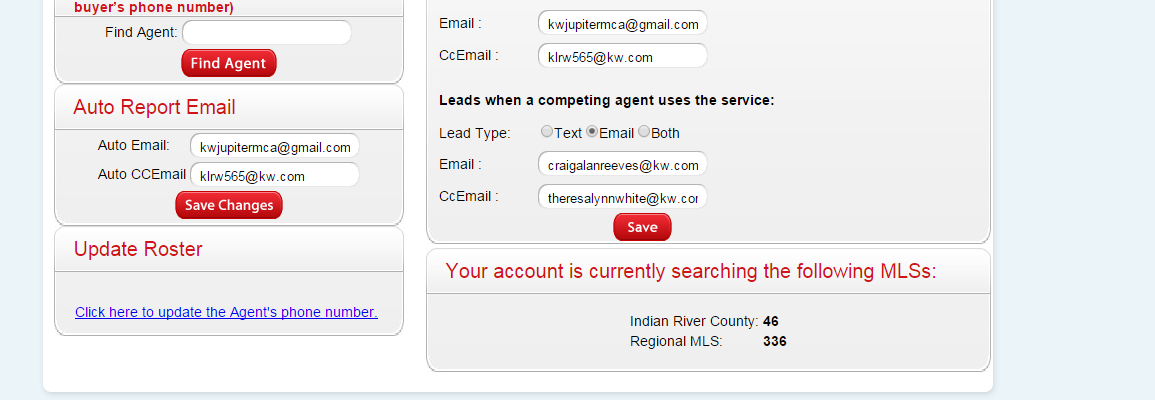 buyer's phone number)
Find Agent:
Find Agent
Auto Report Email
Auto Email: kwjupitermca@gmail.com
Auto CCEmail klrw565@kw.com
Save Changes
Update Roster
Click here to update the Agent's phone number.
Email : kwjupitermca@gmail.com
CcEmail : klrw565@kw.com
Leads when a competing agent uses the service:
Lead Type: Text Email Both
Email : craigalanreeves@kw.com
CcEmail : theresalynnwhite@kw.cor
Save
Your account is currently searching the following MLSs:
Indian River County: 46
Regional MLS: 336